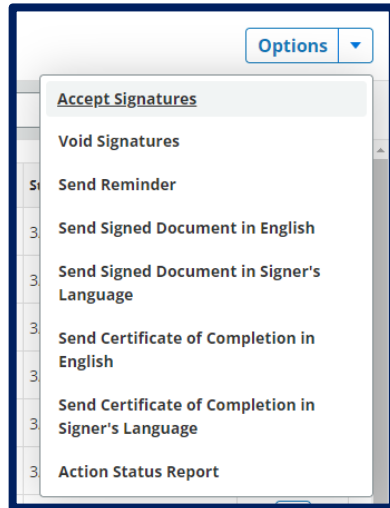 Options
Accept Signatures
Void Signatures
Send Reminder
Send Signed Document in English
Send Signed Document in Signer's
Language
Send Certificate of Completion in
English
Send Certificate of Completion in
Signer's Language
Action Status Report